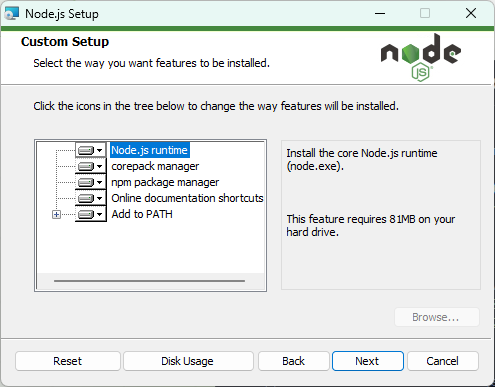 Node.js Setup
Custom Setup
Select the way you want features to be installed.
node
JS
Click the icons in the tree below to change the way features will be installed.
Node.js runtime
corepack manager
npm package manager
Online documentation shortcuts
Add to PATH
Install the core Node.js runtime
(node.exe).
This feature requires 81MB on your
hard drive.
Browse...
Reset
Disk Usage
Back
Next
Cancel